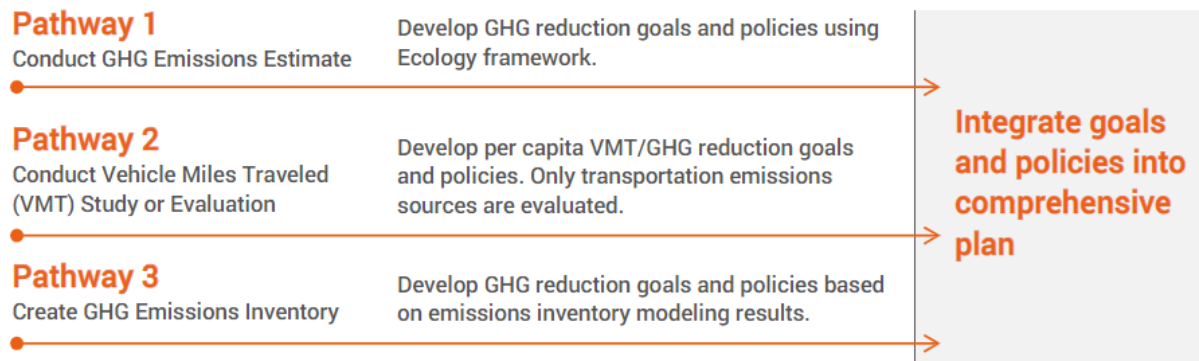 Pathway 1
Conduct GHG Emissions Estimate
Develop GHG reduction goals and policies using
Ecology framework.
Pathway 2
Conduct Vehicle Miles Traveled
(VMT) Study or Evaluation
Develop per capita VMT/GHG reduction goals
and policies. Only transportation emissions
sources are evaluated.
Pathway 3
Create GHG Emissions Inventory
Develop GHG reduction goals and policies based
on emissions inventory modeling results.
Integrate goals
and policies into
comprehensive
plan